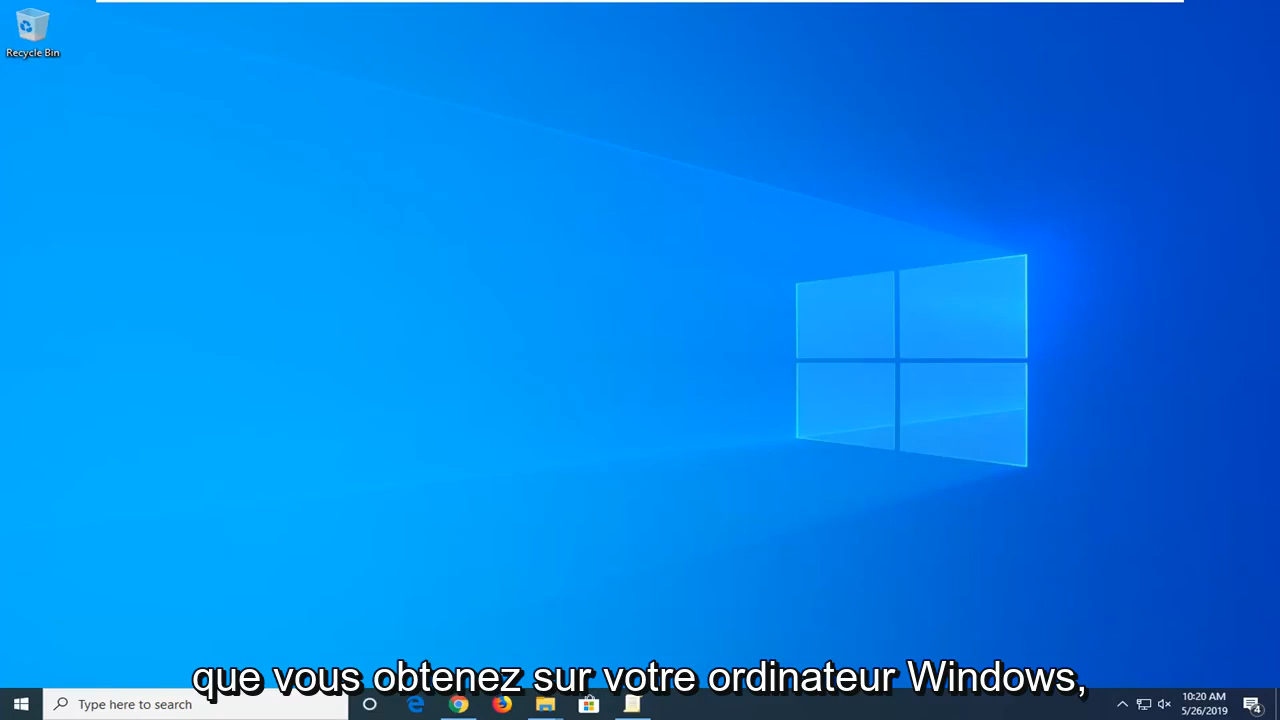 Recycle Bin
que vous obtenez sur votre ordinateur Windows,
Type here to search
10:20 AM
5/26/2019
4